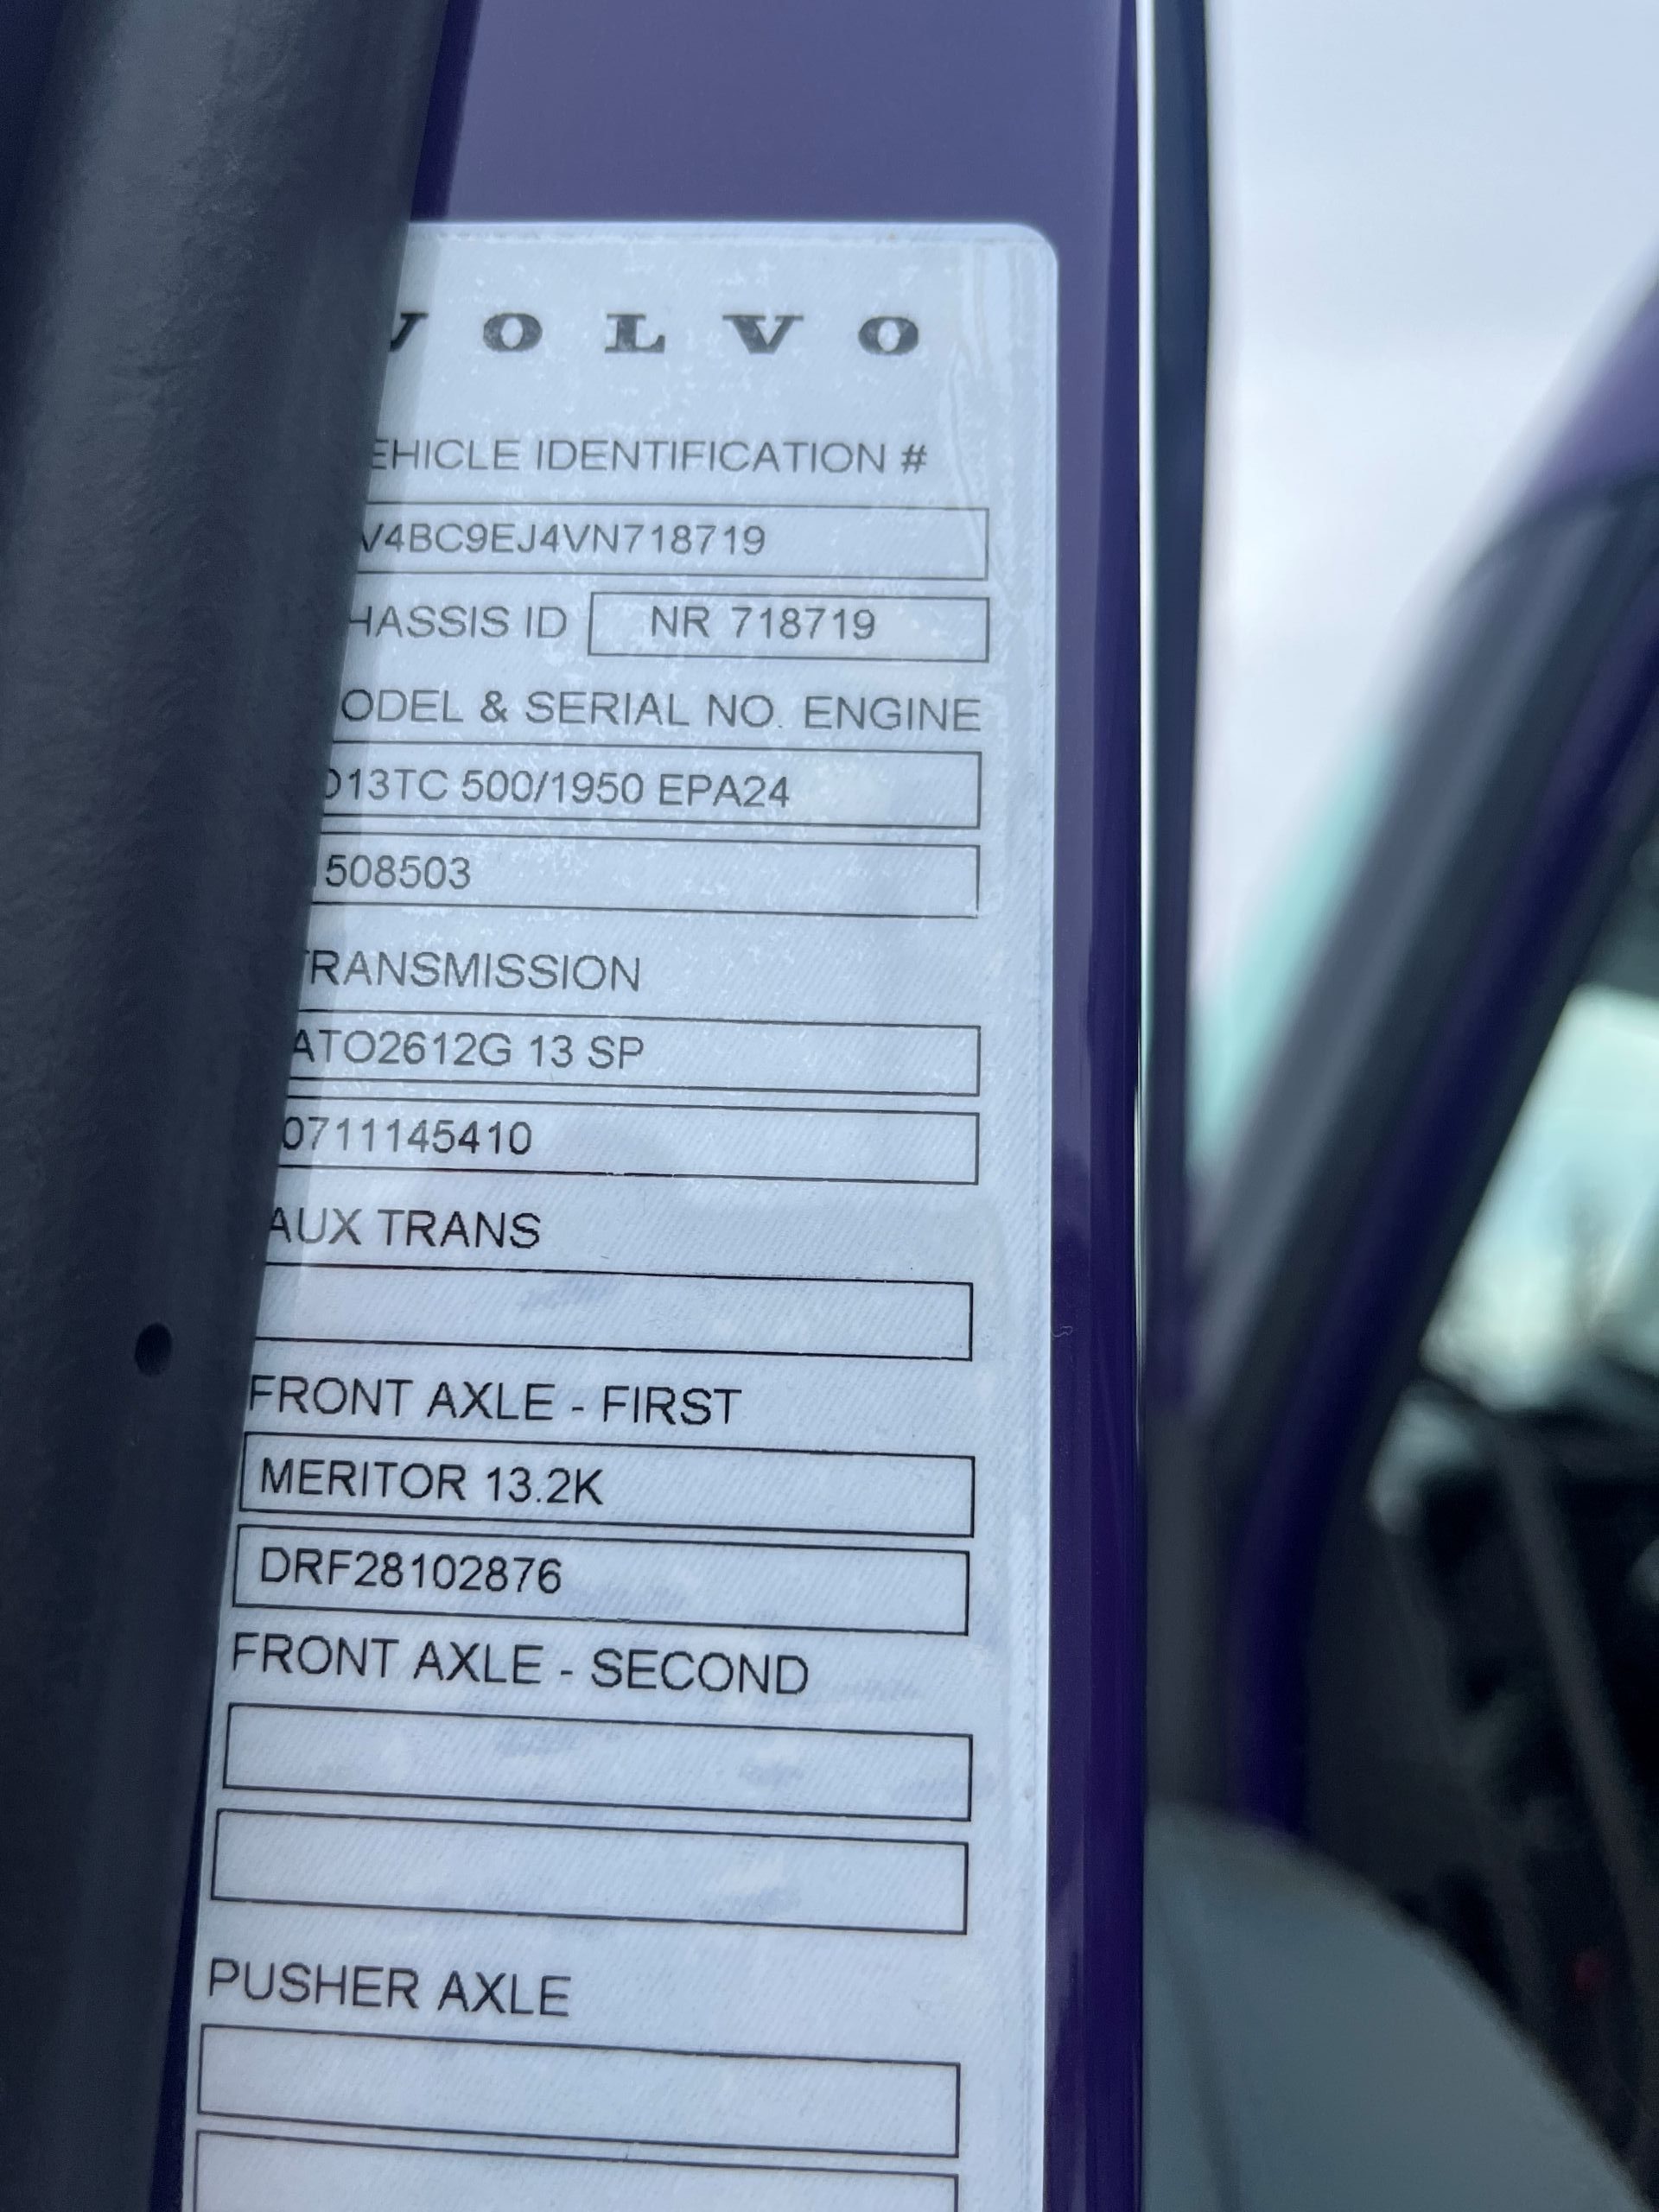 VOLVO
EHICLE IDENTIFICATION #
V4BC9EJ4VN718719
HASSIS ID NR 718719
ODEL & SERIAL NO. ENGINE
D13TC 500/1950 EPA24
508503
TRANSMISSION
ATO2612G 13 SP
0711145410
AUX TRANS
FRONT AXLE - FIRST
MERITOR 13.2K
DRF28102876
FRONT AXLE - SECOND
PUSHER AXLE